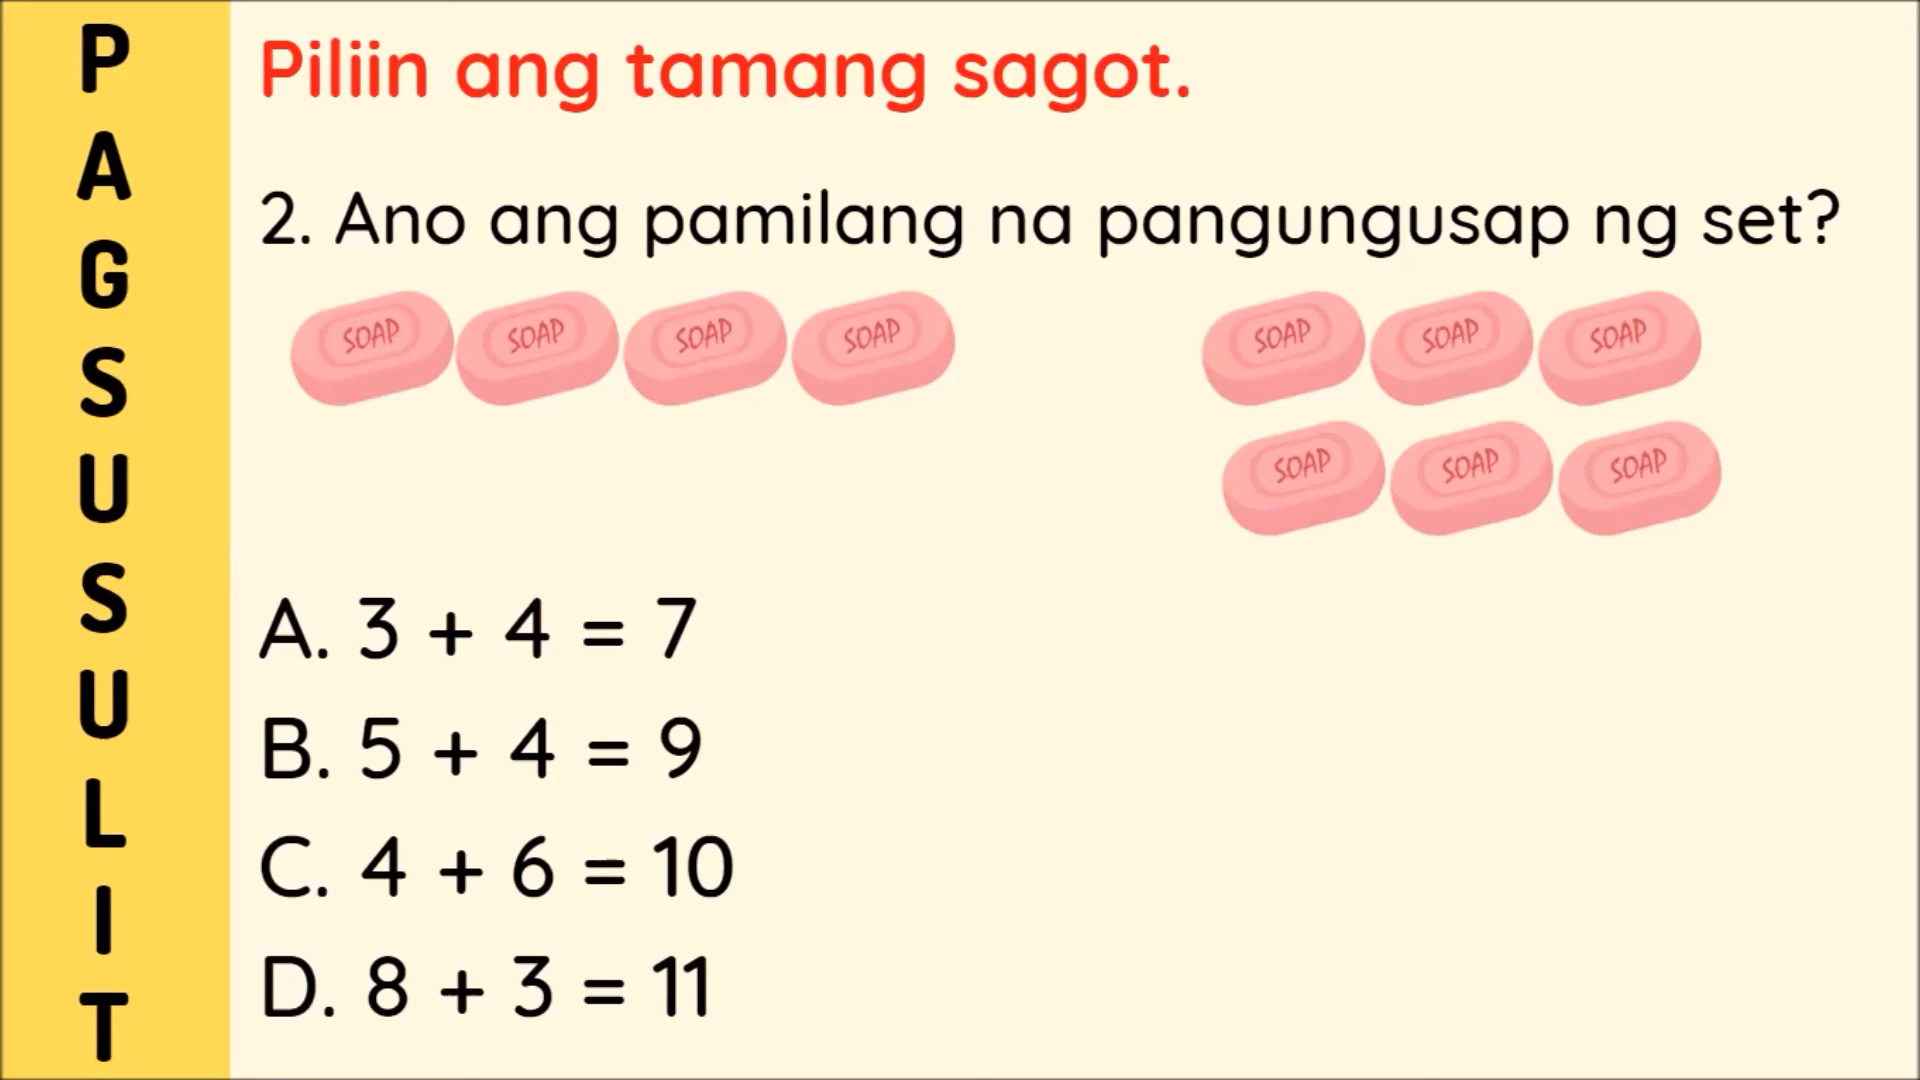 PAGSUSULIT
Piliin ang tamang sagot.
2. Ano ang pamilang na pangungusap ng set?
SOAP SOAP SOAP SOAP SOAP SOAP SOAP
SOAP SOAP SOAP
A. 3 + 4 = 7
B. 5 + 4 = 9
C. 4 + 6 = 10
D. 8 + 3 = 11